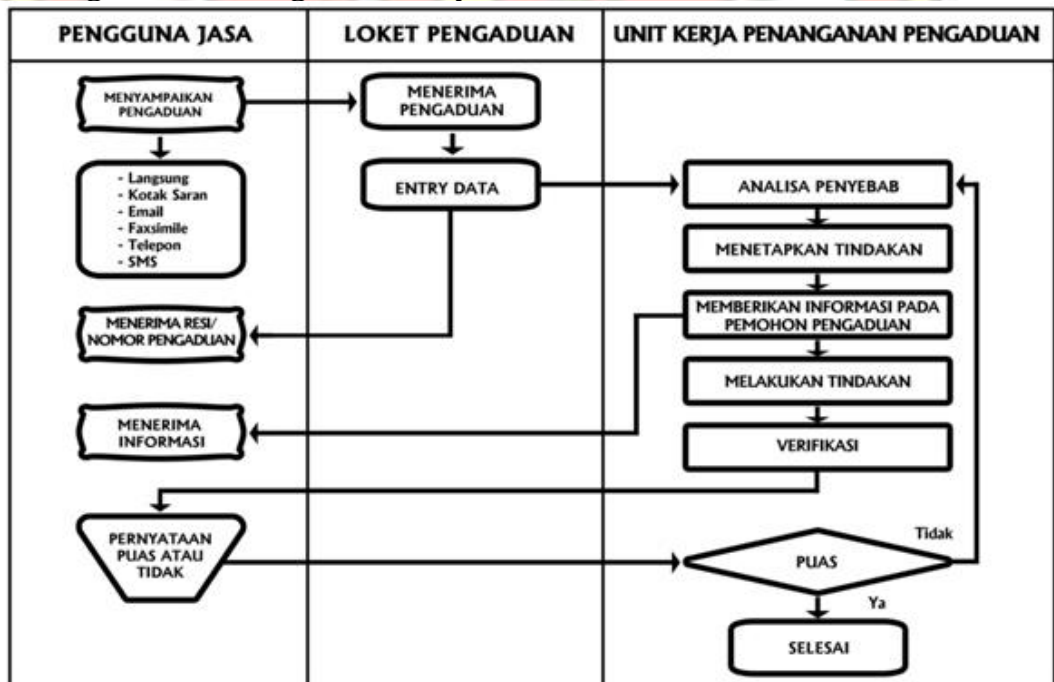 PENGGUNA JASA
LOKET PENGADUAN
UNIT KERJA PENANGANAN PENGADUAN
MENYAMPAIKAN
PENGADUAN
- Langsung
- Kotak Saran
- Email
- Faxsimile
- Telepon
- SMS
MENERIMA RESI/
NOMOR PENGADUAN
MENERIMA
INFORMASI
PERNYATAAN
PUAS ATAU
TIDAK
MENERIMA
PENGADUAN
ENTRY DATA
ANALISA PENYEBAB
MENETAPKAN TINDAKAN
MEMBERIKAN INFORMASI PADA
PEMOHON PENGADUAN
MELAKUKAN TINDAKAN
VERIFIKASI
Tidak
PUAS
Ya
SELESAI